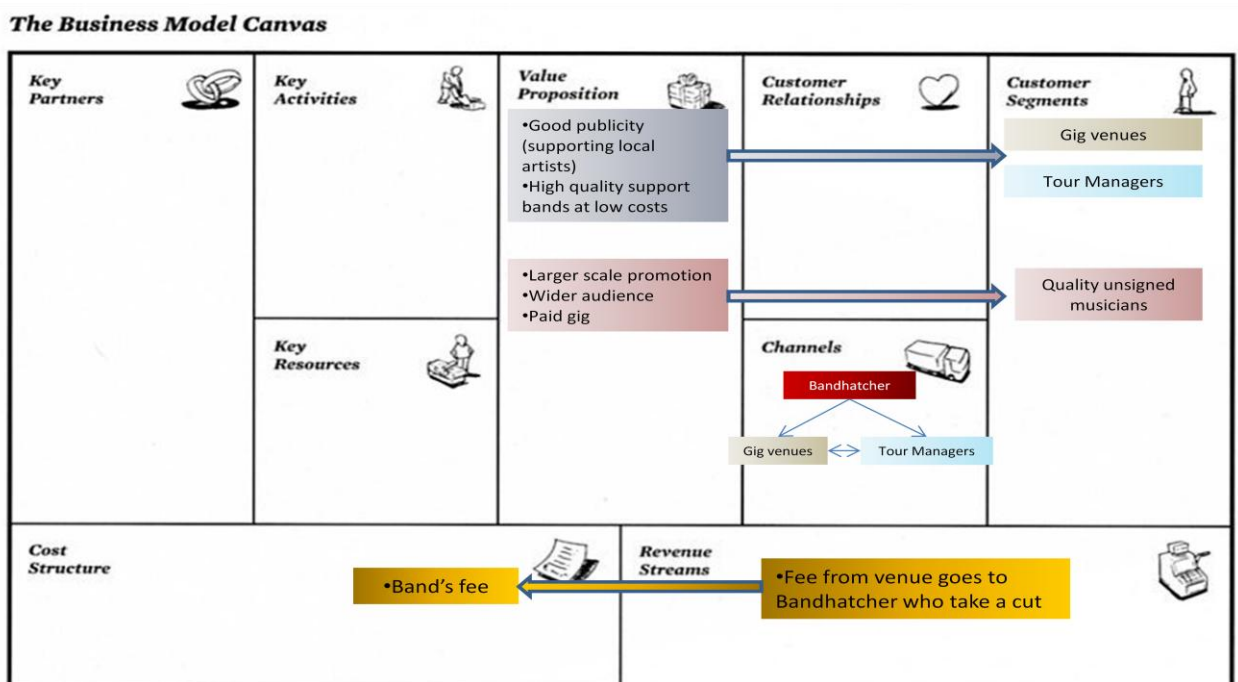 The Business Model Canvas
Key
Partners
Key
Activities
Value
Proposition
•Good publicity
(supporting local
artists)
•High quality support
bands at low costs
•Larger scale promotion
•Wider audience
•Paid gig
Customer
Relationships
Customer
Segments
Gig venues
Tour Managers
Quality unsigned
musicians
Key
Resources
Channels
Bandhatcher
Gig venues
Tour Managers
Cost
Structure
•Band's fee
Revenue
Streams
•Fee from venue goes to
Bandhatcher who take a cut